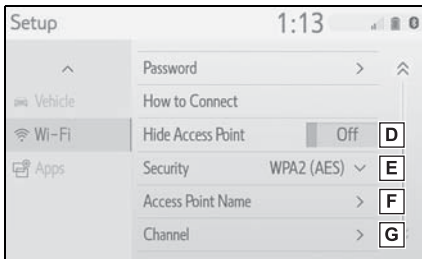 Setup 1:13 0
Password
Vehicle
How to Connect
Wi-Fi
Hide Access Point Off D
Apps
Security WPA2 (AES) E
Access Point Name F
Channel G